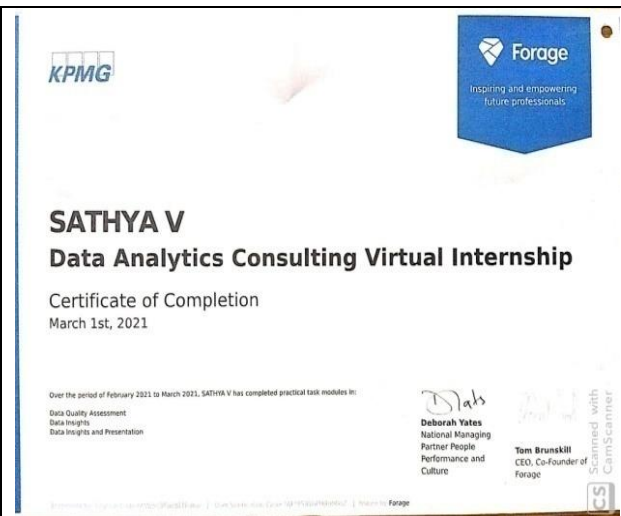 KPMG
Forage
Inspiring and empowering
future professionals
SATHYA V
Data Analytics Consulting Virtual Internship
Certificate of Completion
March 1st, 2021
Over the period of February 2021 to March 2021, SATHYA V has completed practical task modules in:
Data Quality Assessment
Data Insights
Data Insights and Presentation
Deborah Yates
National Managing
Partner People
Performance and
Culture
Tom Brunskill
CEO, Co-Founder of
Forage
Forage
CS
Scanned with
CamScanner